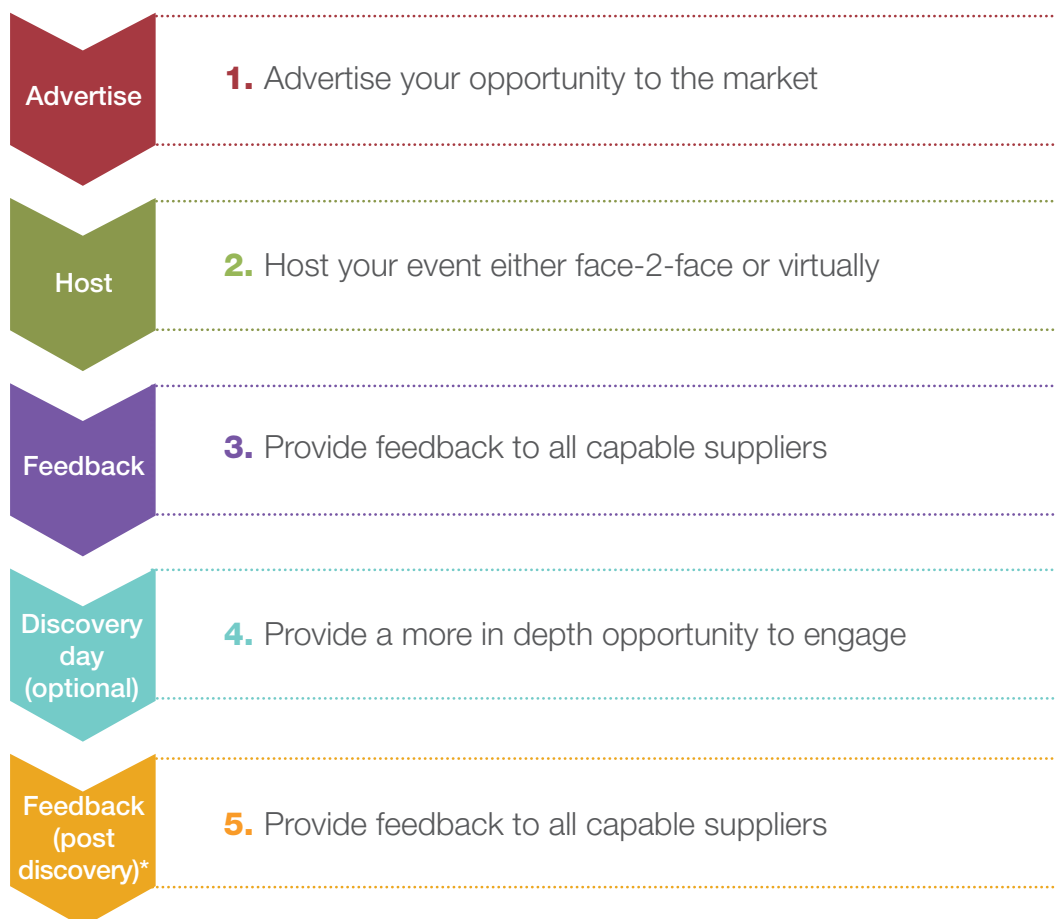 Advertise
1. Advertise your opportunity to the market
Host
2. Host your event either face-2-face or virtually
Feedback
3. Provide feedback to all capable suppliers
Discovery
day
(optional)
4. Provide a more in depth opportunity to engage
Feedback
(post
discovery)*
5. Provide feedback to all capable suppliers